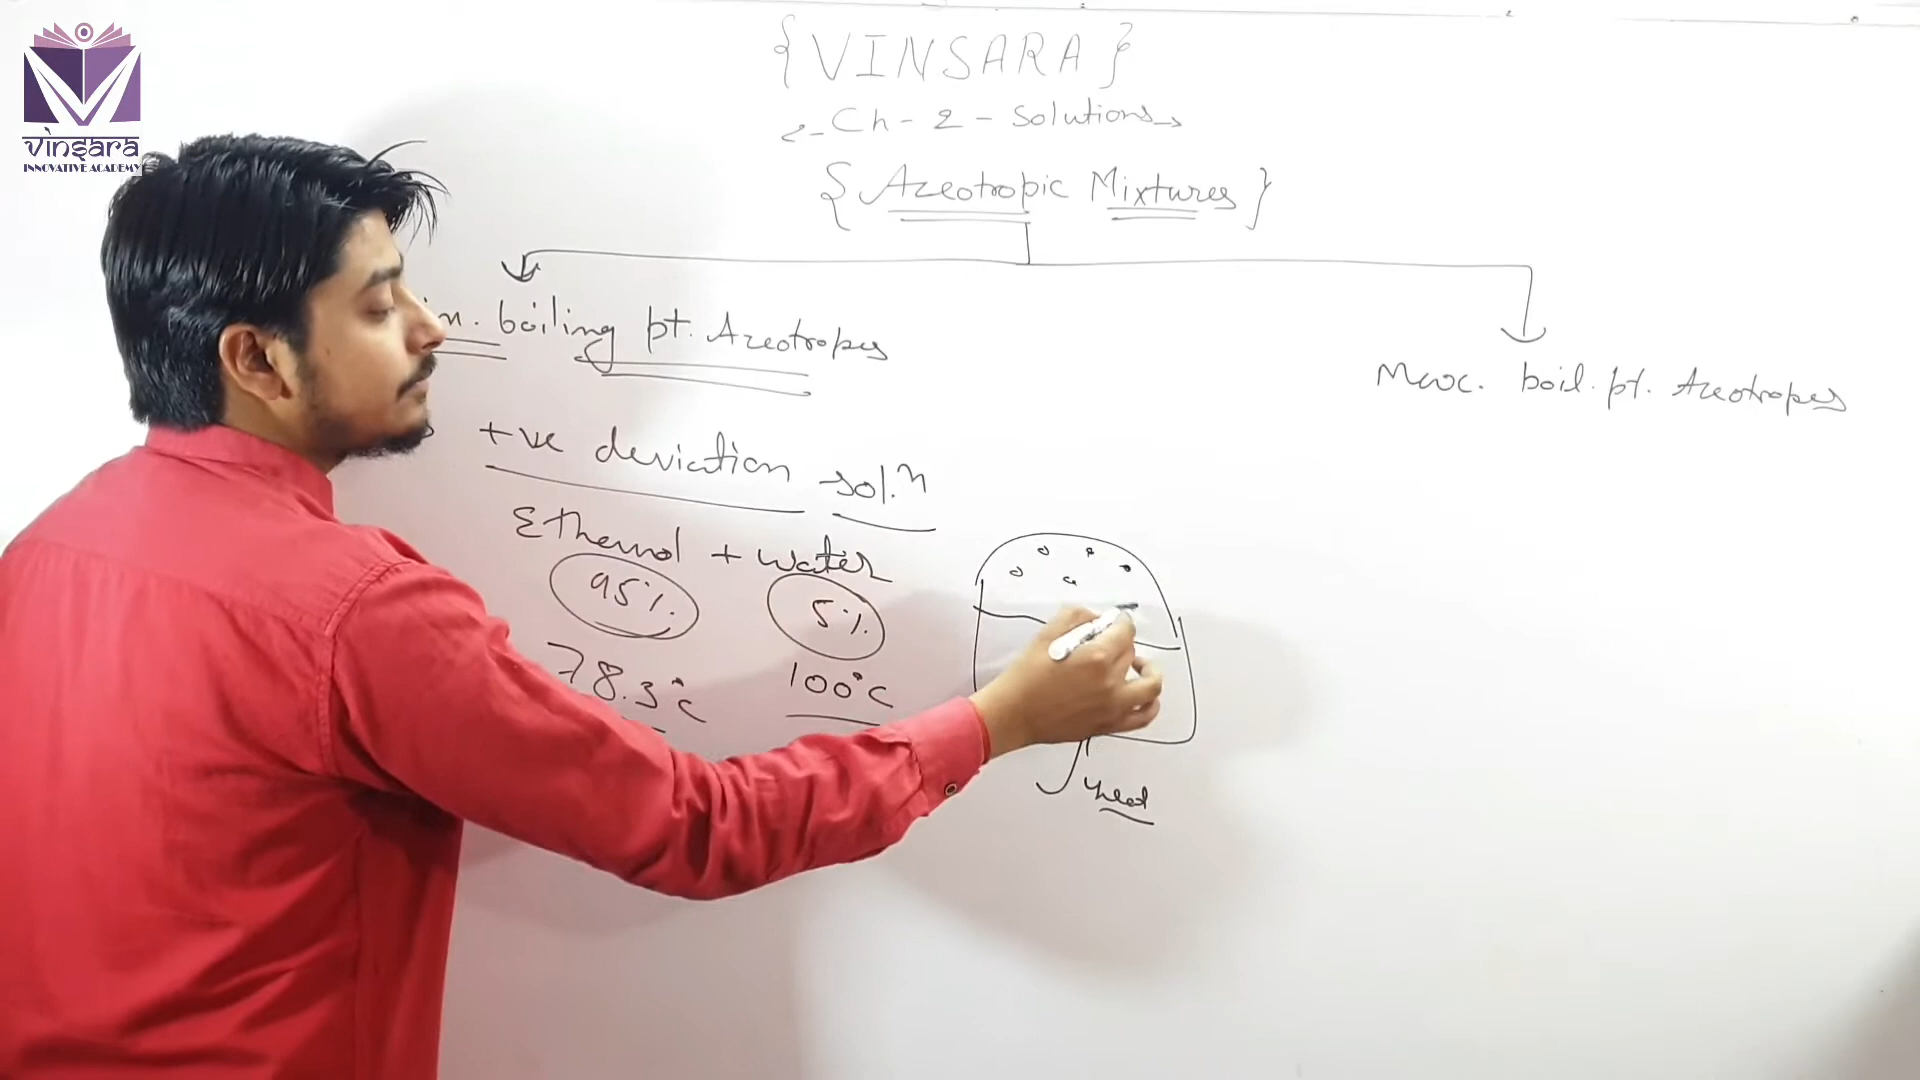 vinsara
INNOVATIVE ACADEMY
{VINSARA}
Ch-2-Solutions
{Azeotropic Mixtures}
in. boiling pt. Azeotropes
Max. boil. pt. Azeotropes
+ve deviation sol.n
Ethanol + water
95%. 5%.
78.3°C 100°C
heat